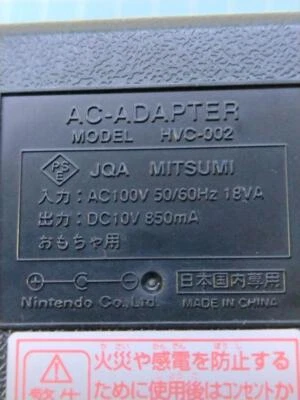 AC-ADAPTER
MODEL HVC-002
PSE JQA MITSUMI
入力：AC100V 50/60Hz 18VA
出力：DC10V 850mA
おもちゃ用
日本国内専用
Nintendo Co., Ltd. MADE IN CHINA
火災や感電を防止する
ために使用後はコンセントか